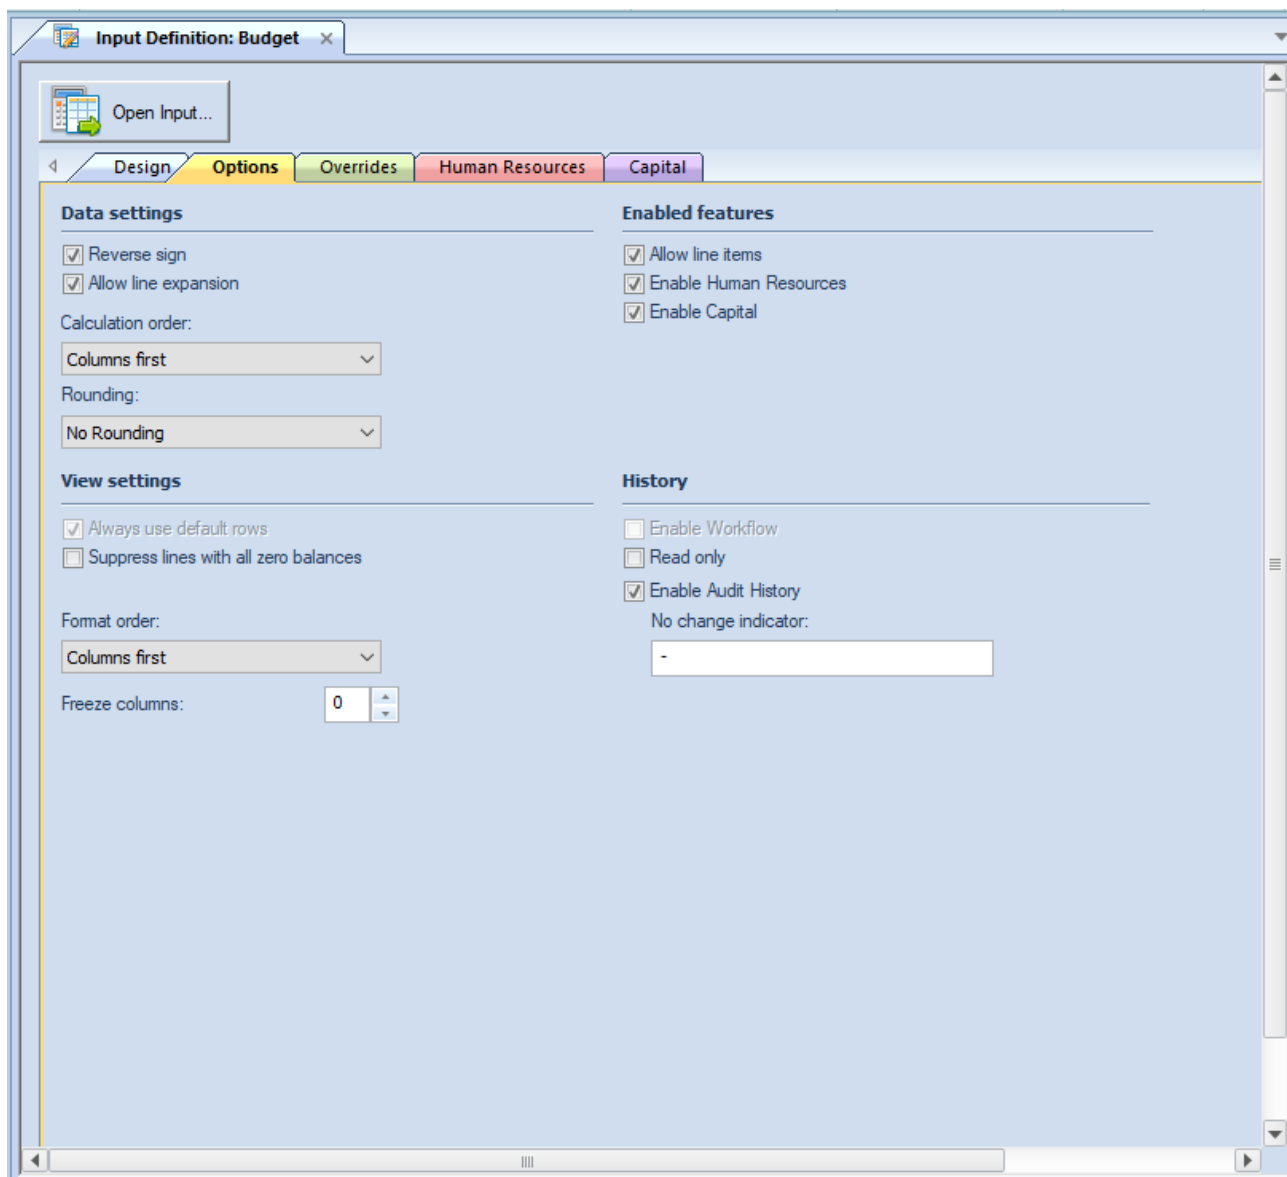 Input Definition: Budget
Open Input...
Design
Options
Overrides
Human Resources
Capital
Data settings
Reverse sign
Allow line expansion
Calculation order:
Columns first
Rounding:
No Rounding
Enabled features
Allow line items
Enable Human Resources
Enable Capital
View settings
Always use default rows
Suppress lines with all zero balances
Format order:
Columns first
Freeze columns:
0
History
Enable Workflow
Read only
Enable Audit History
No change indicator:
-